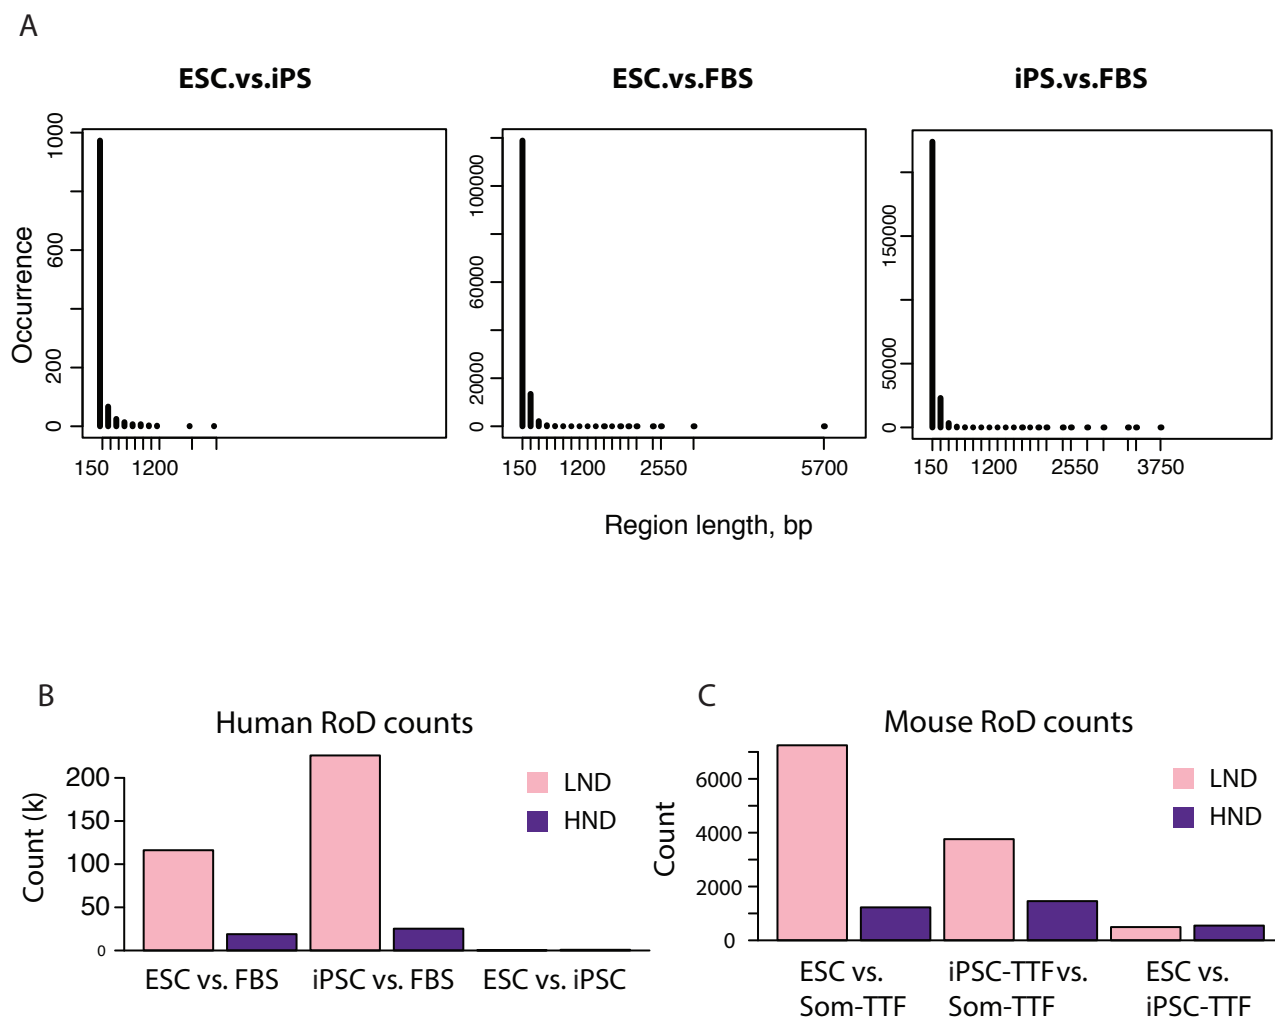 A
ESC.vs.iPS
ESC.vs.FBS
iPS.vs.FBS
Occurrence
1000
600
200
0
150 1200
100000
60000
20000
0
150 1200 2550 5700
150000
50000
0
150 1200 2550 3750
Region length, bp
B
Human RoD counts
Count (k)
200
150
100
50
0
LND
HND
ESC vs. FBS
iPSC vs. FBS
ESC vs. iPSC
C
Mouse RoD counts
Count
6000
4000
2000
0
LND
HND
ESC vs.
Som-TTF
iPSC-TTF vs.
Som-TTF
ESC vs.
iPSC-TTF